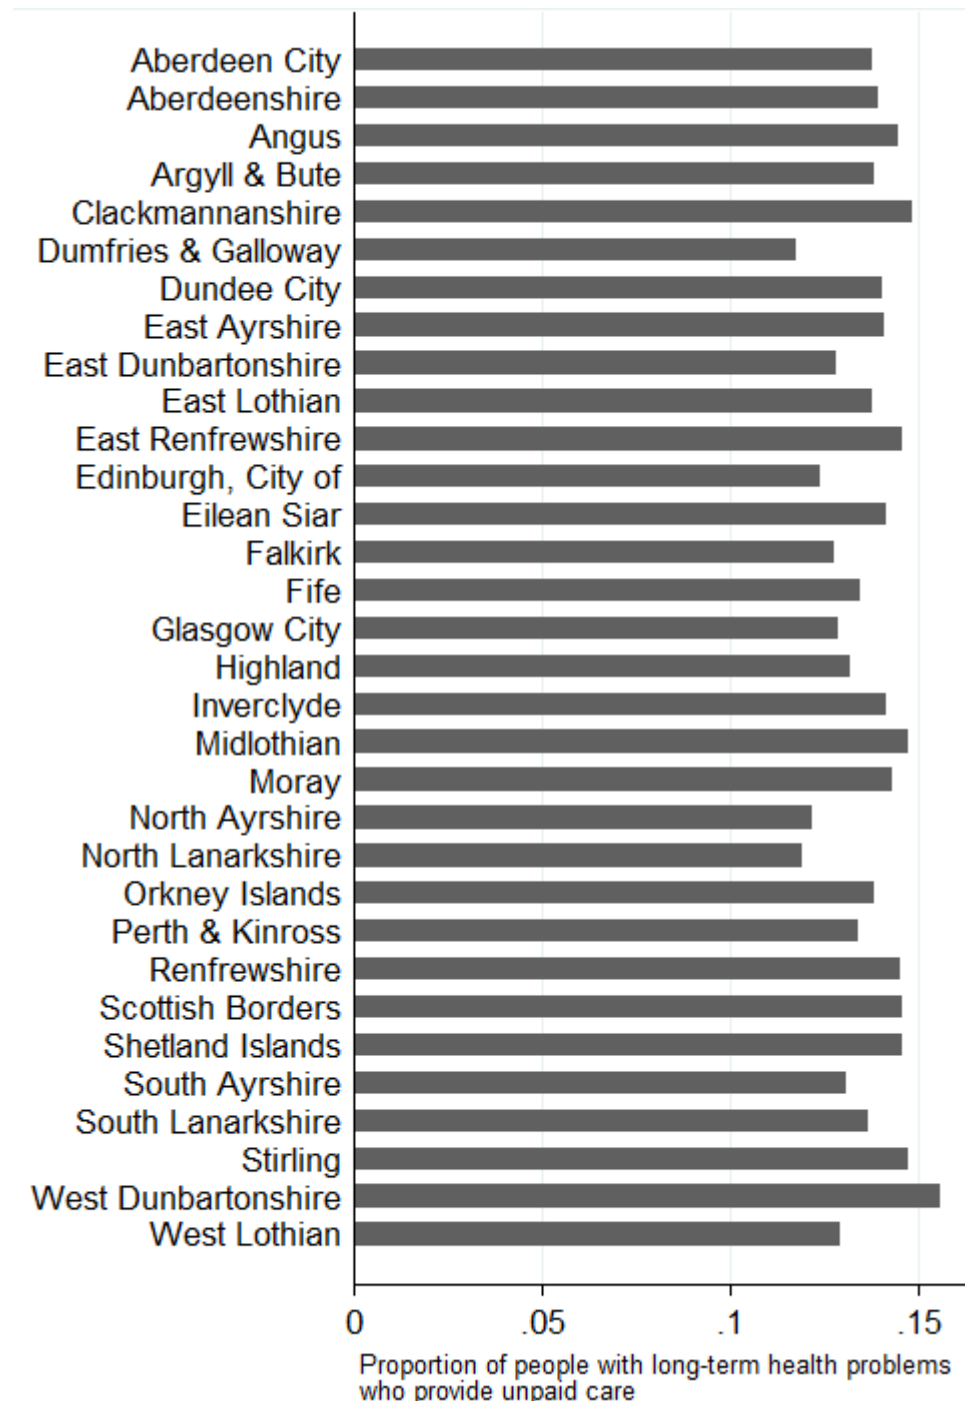 Aberdeen City
Aberdeenshire
Angus
Argyll & Bute
Clackmannanshire
Dumfries & Galloway
Dundee City
East Ayrshire
East Dunbartonshire
East Lothian
East Renfrewshire
Edinburgh, City of
Eilean Siar
Falkirk
Fife
Glasgow City
Highland
Inverclyde
Midlothian
Moray
North Ayrshire
North Lanarkshire
Orkney Islands
Perth & Kinross
Renfrewshire
Scottish Borders
Shetland Islands
South Ayrshire
South Lanarkshire
Stirling
West Dunbartonshire
West Lothian
0 .05 .1 .15
Proportion of people with long-term health problems
who provide unpaid care